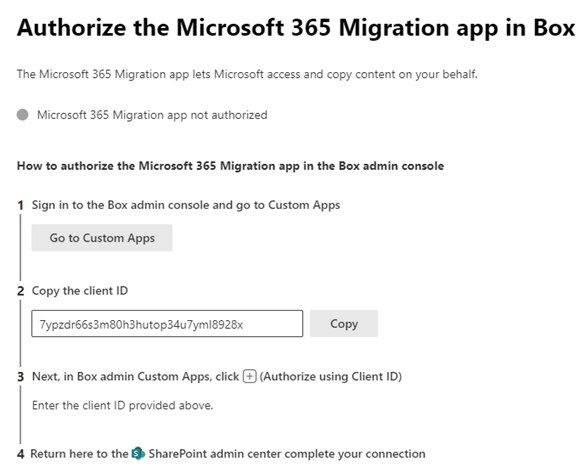 Authorize the Microsoft 365 Migration app in Box
The Microsoft 365 Migration app lets Microsoft access and copy content on your behalf.
Microsoft 365 Migration app not authorized
How to authorize the Microsoft 365 Migration app in the Box admin console
1 Sign in to the Box admin console and go to Custom Apps
Go to Custom Apps
2 Copy the client ID
7ypzdr66s3m80h3hutop34u7yml8928x Copy
3 Next, in Box admin Custom Apps, click + (Authorize using Client ID)
Enter the client ID provided above.
4 Return here to the S SharePoint admin center complete your connection